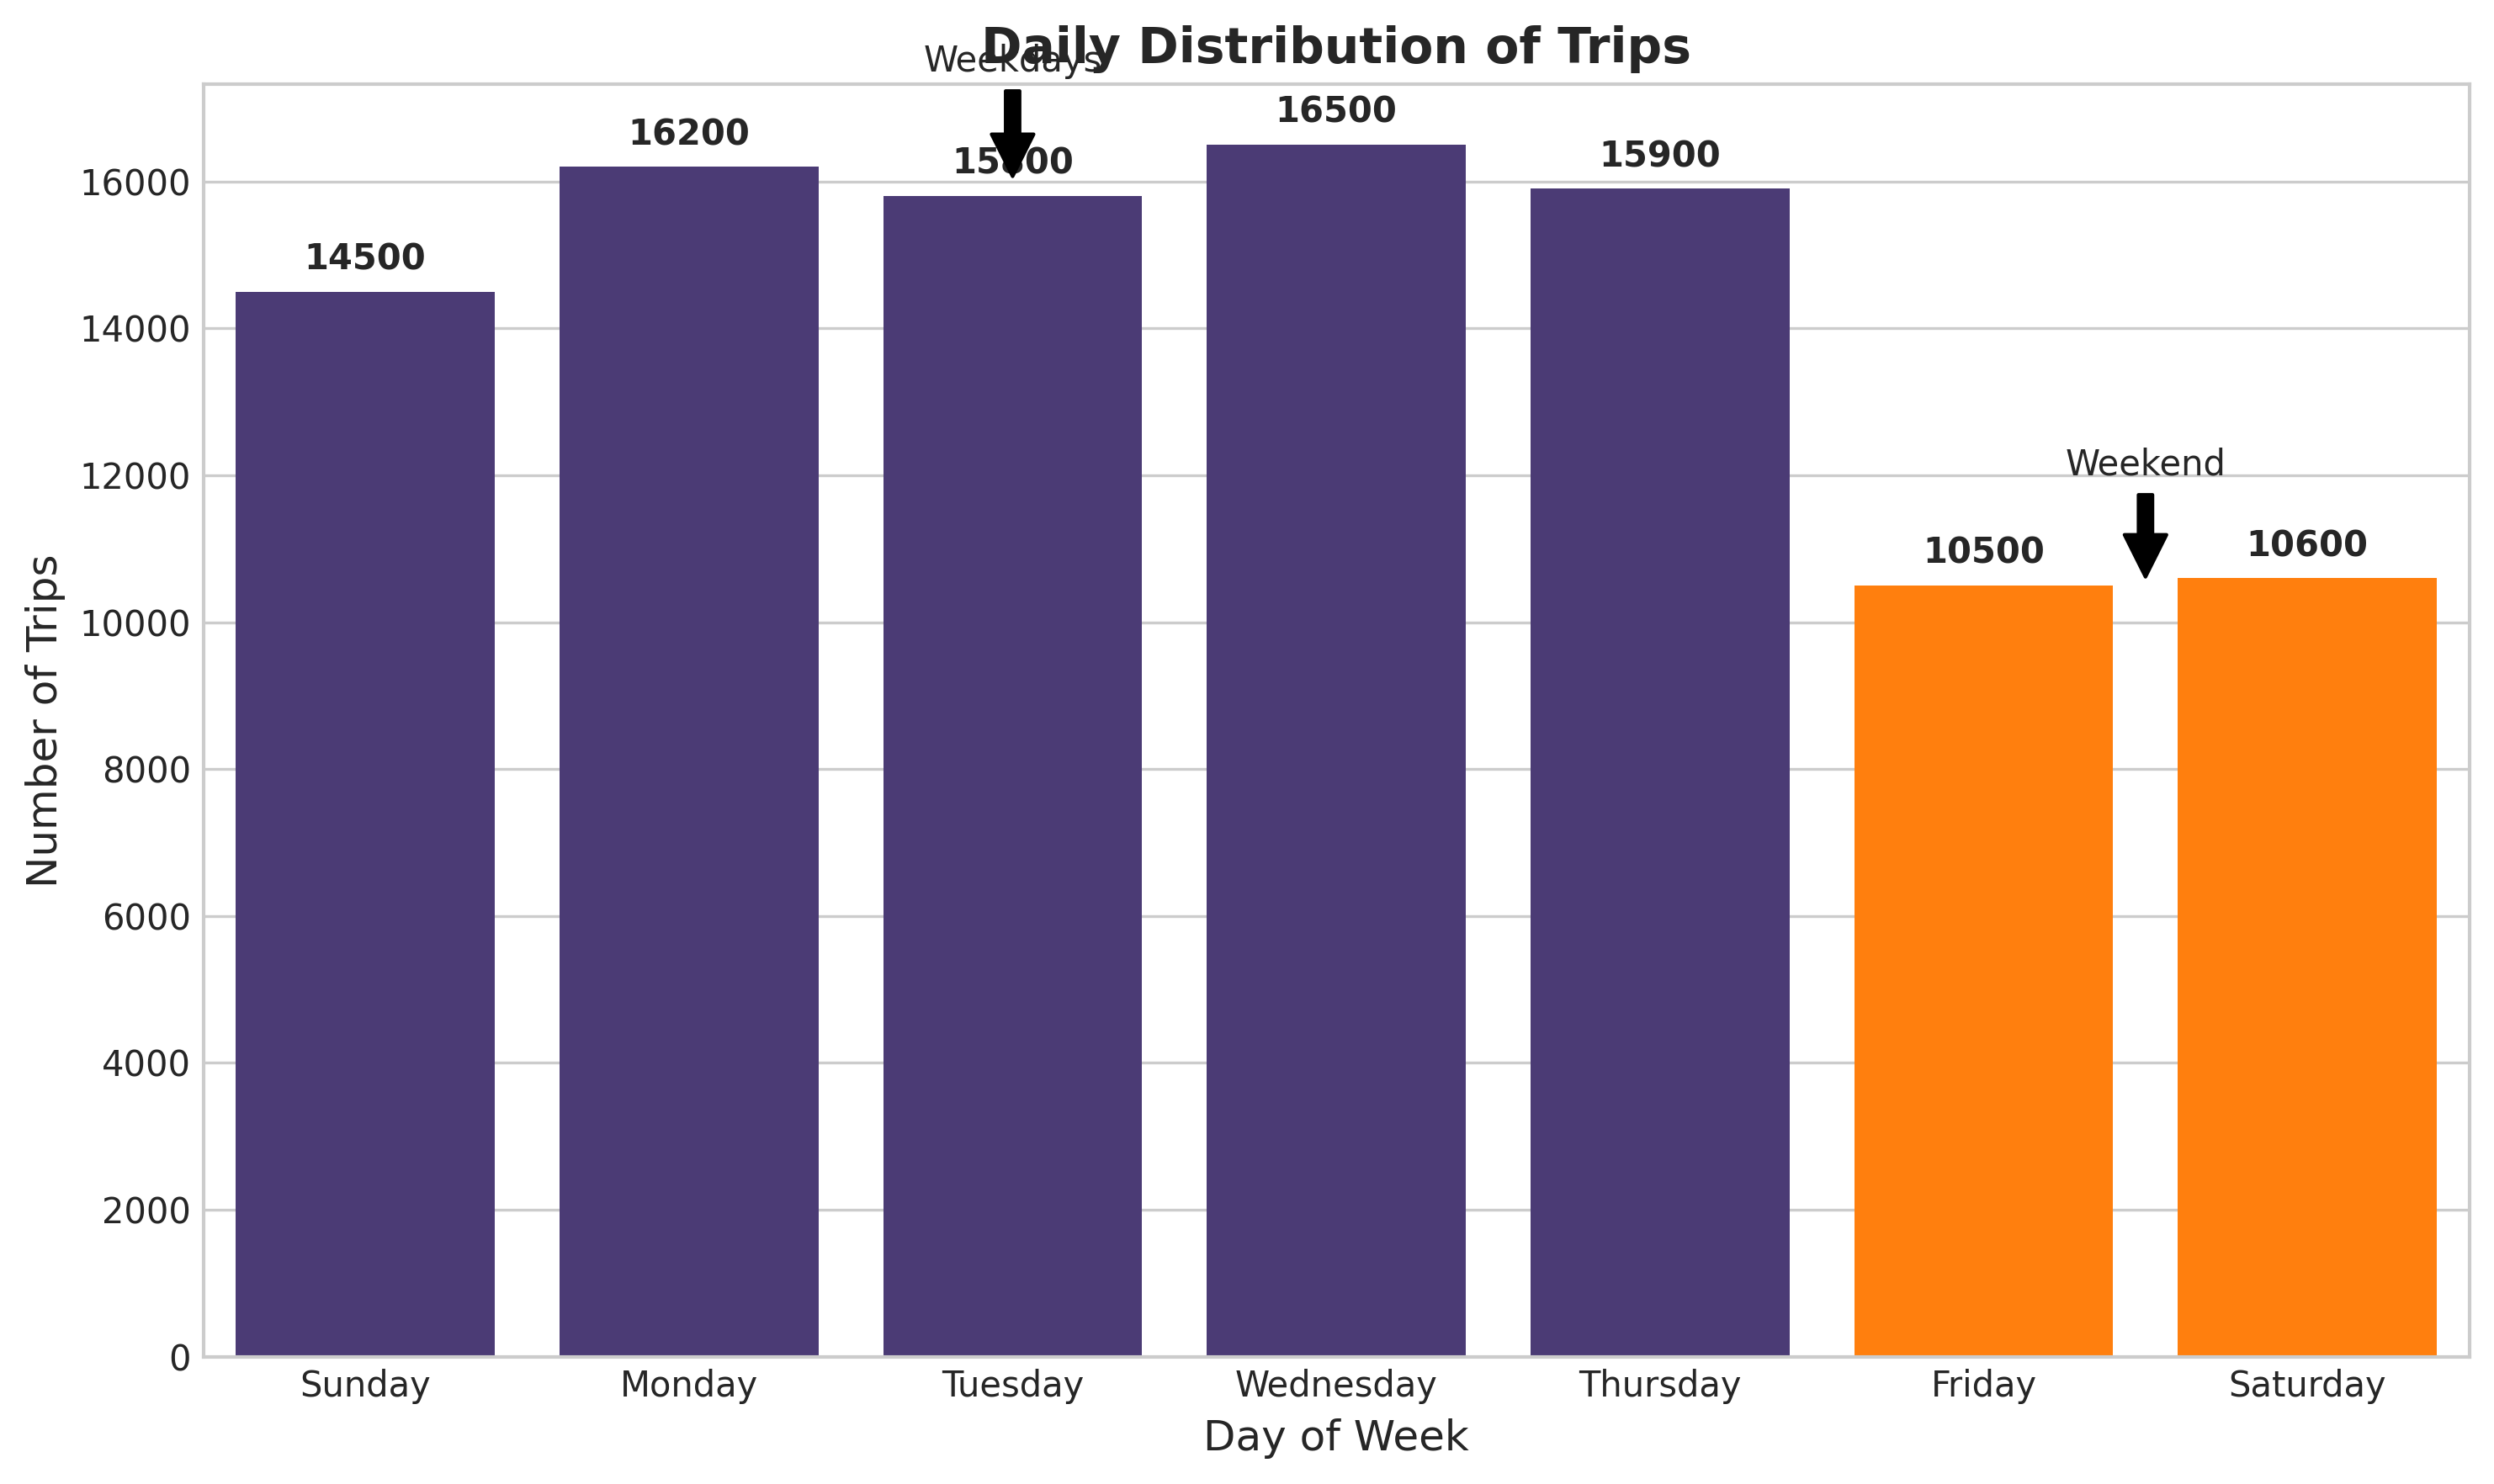 Daily Distribution of Trips
Weekdays
16500
16200
15900
14500
16000
14000
12000
10000
8000
6000
4000
2000
0
Weekend
10500
10600
Number of Trips
Sunday
Monday
Tuesday
Wednesday
Thursday
Friday
Saturday
Day of Week